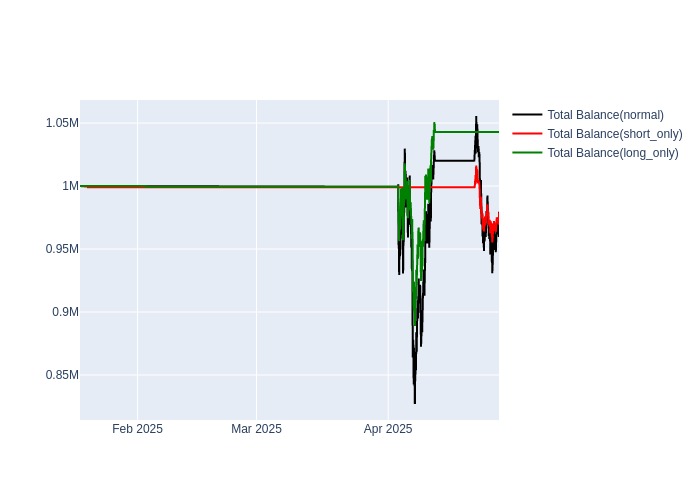 1.05M
1M
0.95M
0.9M
0.85M
Feb 2025
Mar 2025
Apr 2025
Total Balance(normal)
Total Balance(short_only)
Total Balance(long_only)